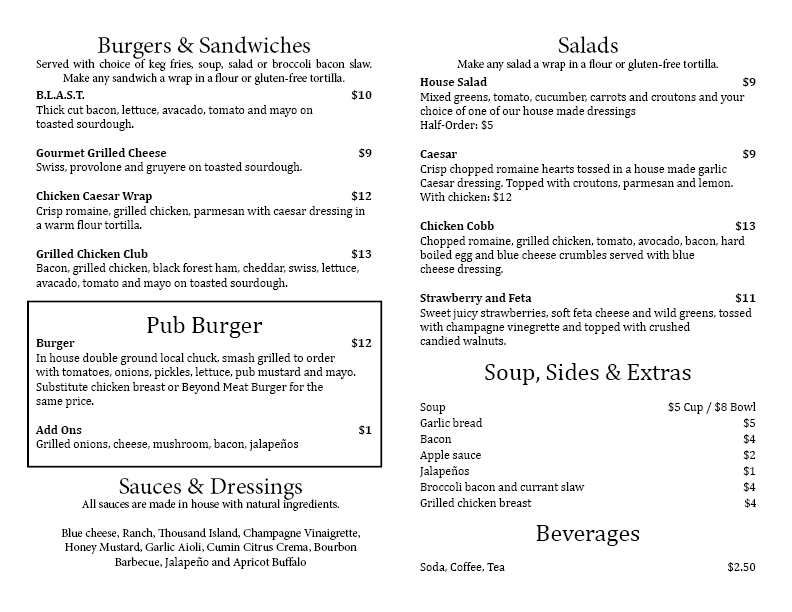 Burgers & Sandwiches
Served with choice of keg fries, soup, salad or broccoli bacon slaw.
Make any sandwich a wrap in a flour or gluten-free tortilla.
B.L.A.S.T. $10
Thick cut bacon, lettuce, avacado, tomato and mayo on
toasted sourdough.
Gourmet Grilled Cheese $9
Swiss, provolone and gruyere on toasted sourdough.
Chicken Caesar Wrap $12
Crisp romaine, grilled chicken, parmesan with caesar dressing in
a warm flour tortilla.
Grilled Chicken Club $13
Bacon, grilled chicken, black forest ham, cheddar, swiss, lettuce,
avacado, tomato and mayo on toasted sourdough.
Pub Burger
Burger $12
In house double ground local chuck, smash grilled to order
with tomatoes, onions, pickles, lettuce, pub mustard and mayo.
Substitute chicken breast or Beyond Meat Burger for the
same price.
Add Ons $1
Grilled onions, cheese, mushroom, bacon, jalapeños
Sauces & Dressings
All sauces are made in house with natural ingredients.
Blue cheese, Ranch, Thousand Island, Champagne Vinaigrette,
Honey Mustard, Garlic Aioli, Cumin Citrus Crema, Bourbon
Barbecue, Jalapeño and Apricot Buffalo
Salads
Make any salad a wrap in a flour or gluten-free tortilla.
House Salad $9
Mixed greens, tomato, cucumber, carrots and croutons and your
choice of one of our house made dressings
Half-Order: $5
Caesar $9
Crisp chopped romaine hearts tossed in a house made garlic
Caesar dressing. Topped with croutons, parmesan and lemon.
With chicken: $12
Chicken Cobb $13
Chopped romaine, grilled chicken, tomato, avocado, bacon, hard
boiled egg and blue cheese crumbles served with blue
cheese dressing.
Strawberry and Feta $11
Sweet juicy strawberries, soft feta cheese and wild greens, tossed
with champagne vinegrette and topped with crushed
candied walnuts.
Soup, Sides & Extras
Soup $5 Cup / $8 Bowl
Garlic bread $5
Bacon $4
Apple sauce $2
Jalapeños $1
Broccoli bacon and currant slaw $4
Grilled chicken breast $4
Beverages
Soda, Coffee, Tea $2.50